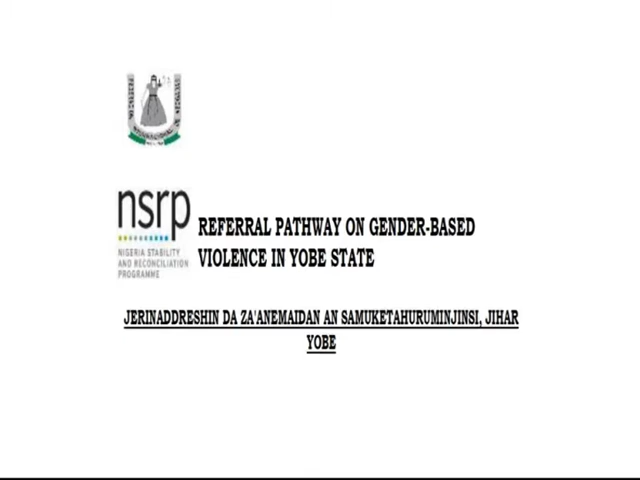 nsrp
NIGERIA STABILITY
AND RECONCILIATION
PROGRAMME
REFERRAL PATHWAY ON GENDER-BASED
VIOLENCE IN YOBE STATE
JERINADDRESHIN DA ZA'ANEMAIDAN AN SAMUKETAHURUMINJINSI, JIHAR
YOBE